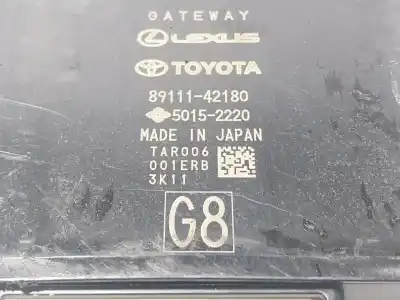 GATEWAY
LEXUS
TOYOTA
89111-42180
5015-2220
MADE IN JAPAN
TAR006
001ERB
3K11
G8